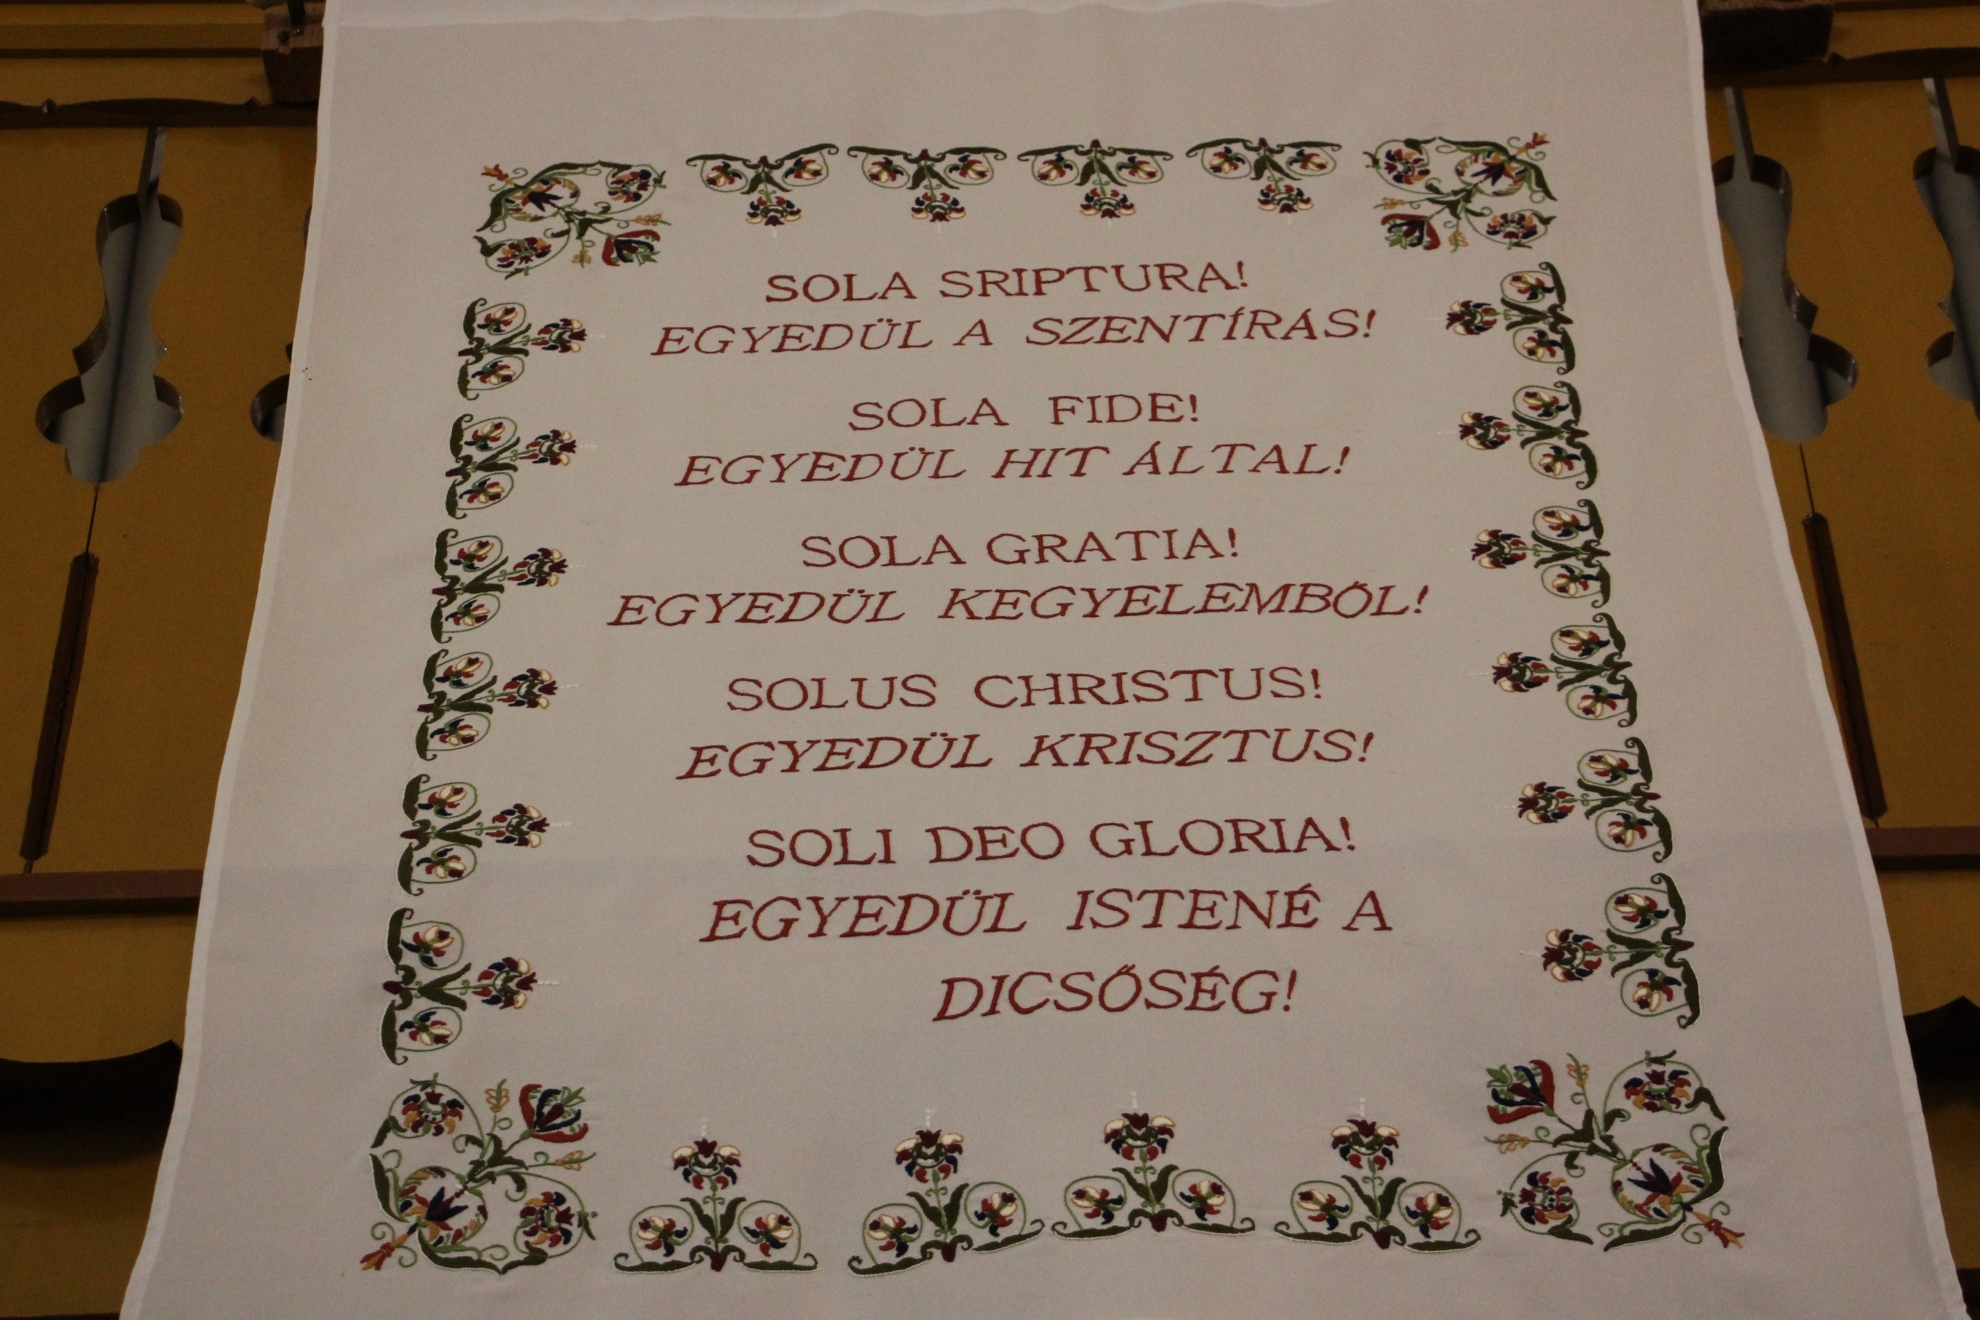 SOLA SRIPTURA!
EGYEDÜL A SZENTÍRÁS!
SOLA FIDE!
EGYEDÜL HIT ÁLTAL!
SOLA GRATIA!
EGYEDÜL KEGYELEMBŐL!
SOLUS CHRISTUS!
EGYEDÜL KRISZTUS!
SOLI DEO GLORIA!
EGYEDÜL ISTENÉ A
DICSŐSÉG!